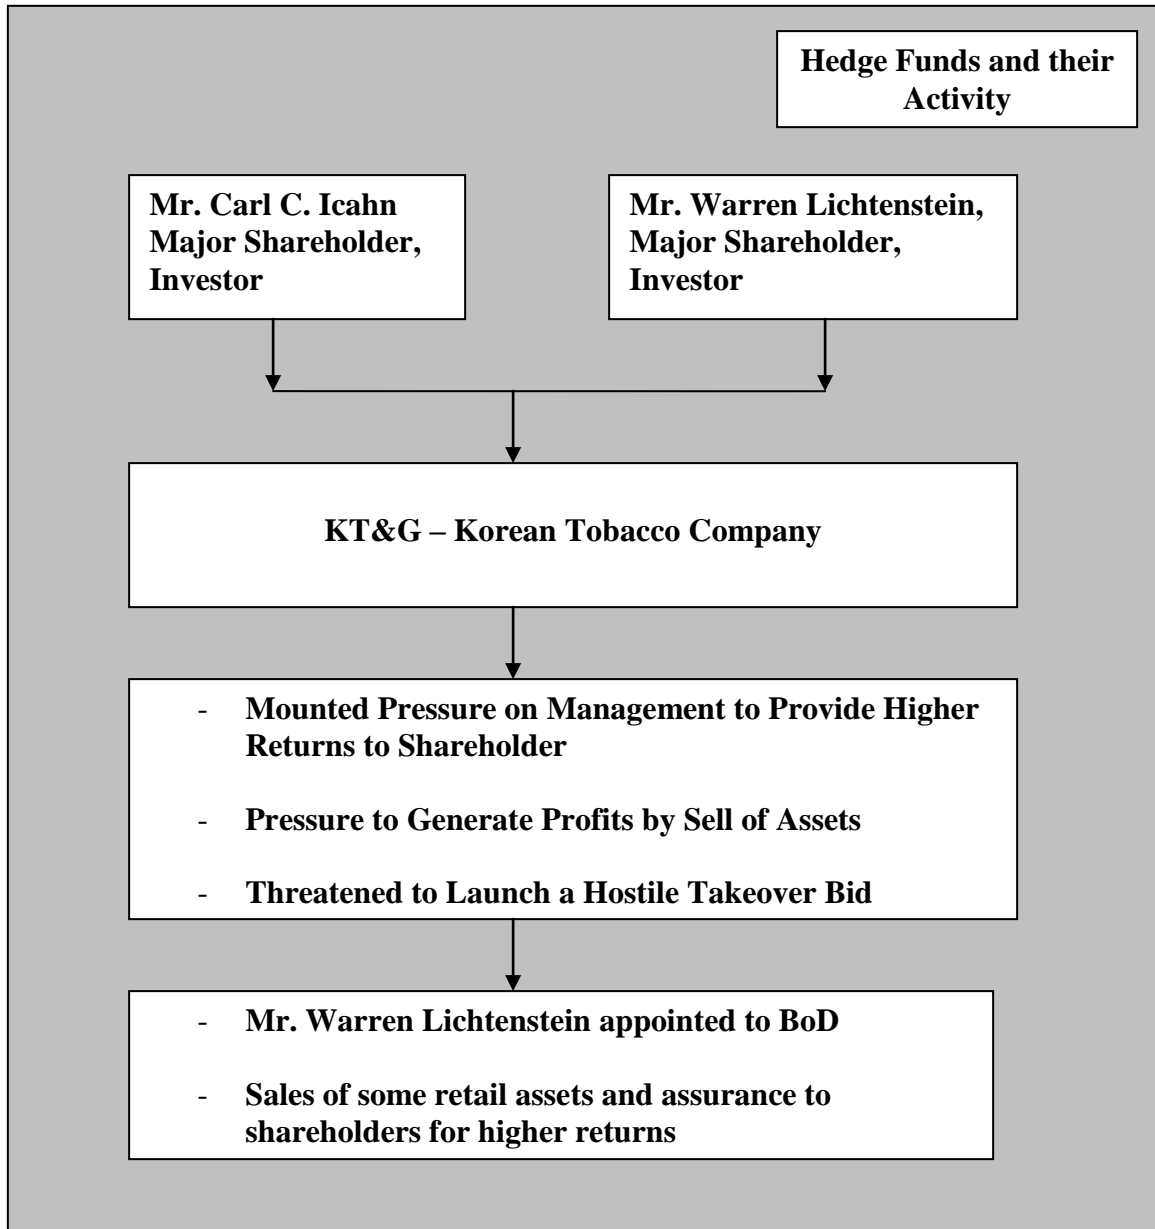 Hedge Funds and their
Activity
Mr. Carl C. Icahn
Major Shareholder,
Investor
Mr. Warren Lichtenstein,
Major Shareholder,
Investor
KT&G – Korean Tobacco Company
- Mounted Pressure on Management to Provide Higher
Returns to Shareholder
- Pressure to Generate Profits by Sell of Assets
- Threatened to Launch a Hostile Takeover Bid
- Mr. Warren Lichtenstein appointed to BoD
- Sales of some retail assets and assurance to
shareholders for higher returns